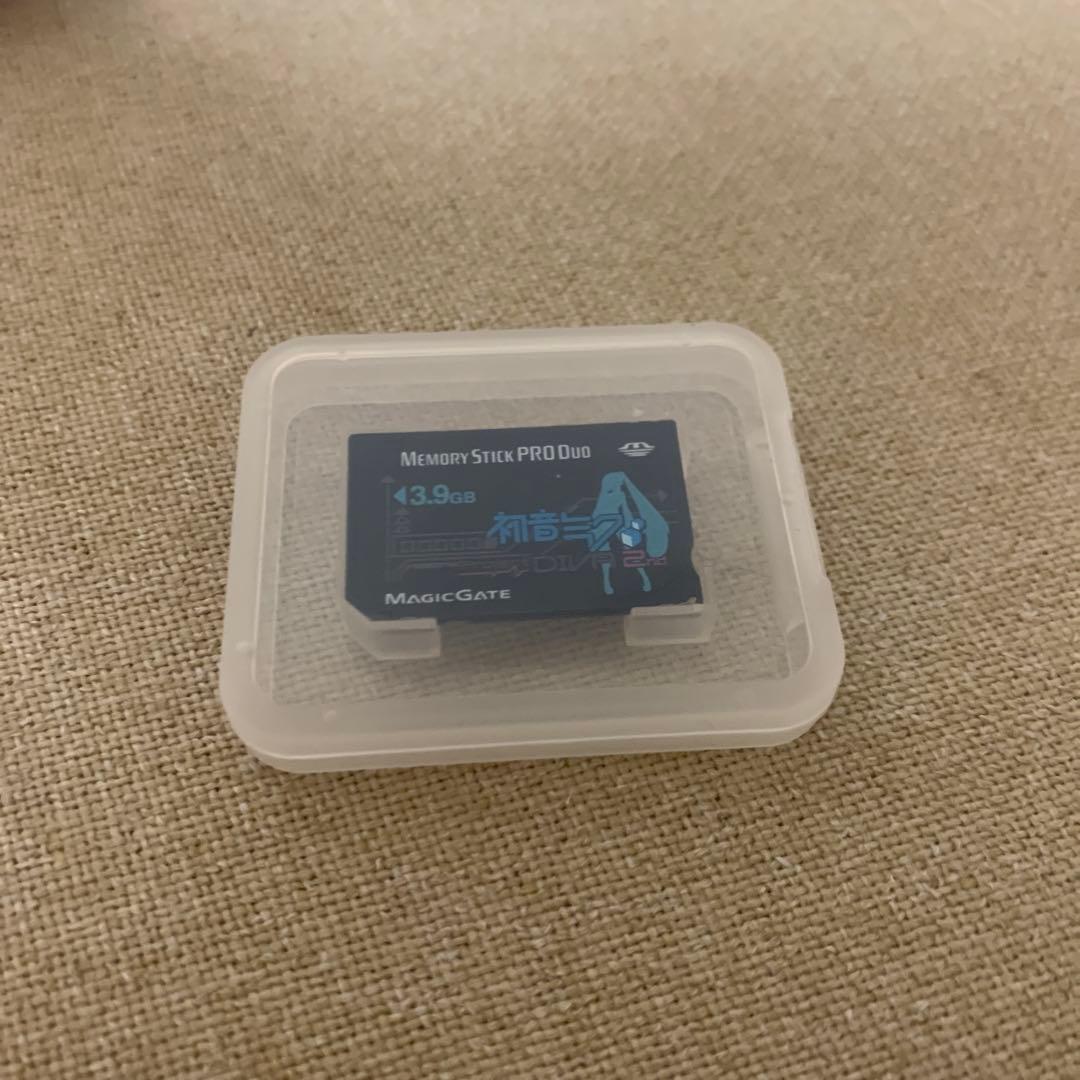 MEMORY STICK PRO DUO
3.9GB
初音ミク
DIVA 2nd
MAGICGATE